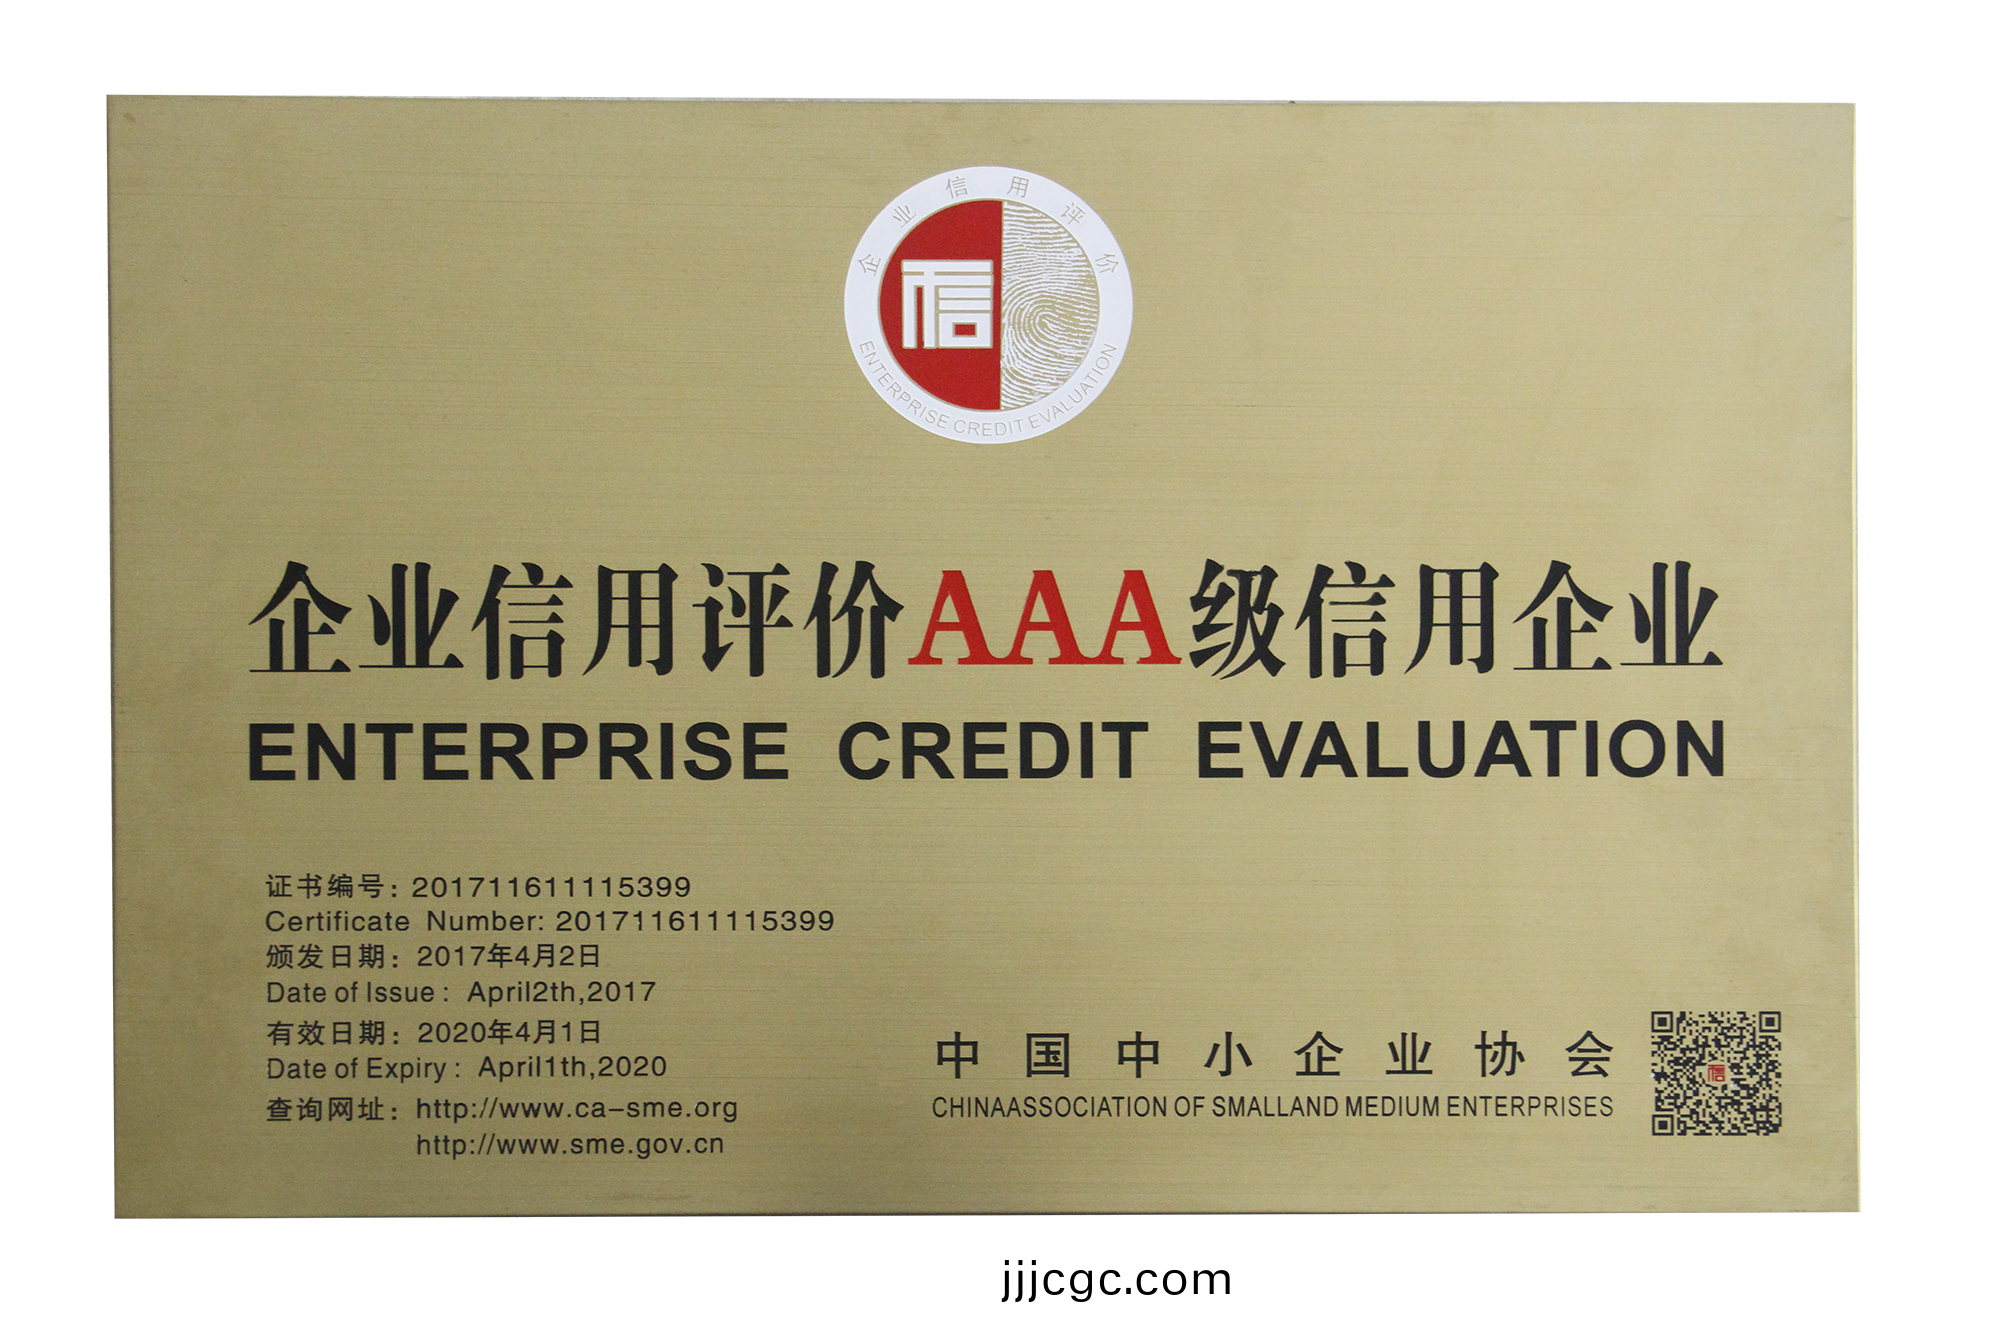 企业信用评价
信
ENTERPRISE CREDIT EVALUATION
企业信用评价AAA级信用企业
ENTERPRISE CREDIT EVALUATION
证书编号：201711611115399
Certificate Number: 201711611115399
颁发日期：2017年4月2日
Date of Issue : April2th,2017
有效日期：2020年4月1日
Date of Expiry : April1th,2020
查询网址：http://www.ca-sme.org
http://www.sme.gov.cn
中国中小企业协会
CHINAASSOCIATION OF SMALLAND MEDIUM ENTERPRISES
信
jjjcgc.com